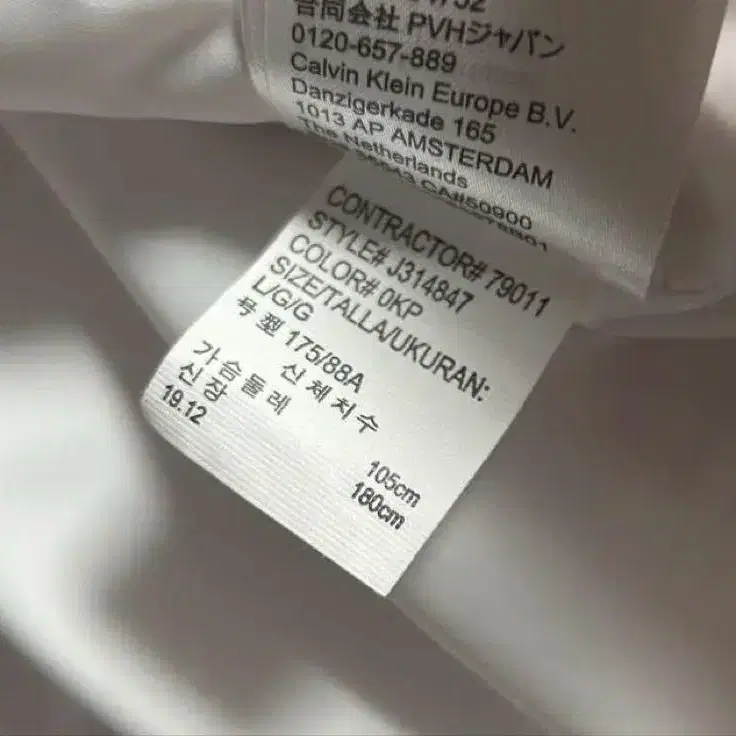 合同会社 PVHジャパン
0120-657-889
Calvin Klein Europe B.V.
Danzigerkade 165
1013 AP AMSTERDAM
The Netherlands
CA#50900
CONTRACTOR# 79011
STYLE# J314847
COLOR# 0KP
SIZE/TALLA/UKURAN:
L/G/G
号型 175/88A
신체치수
가슴둘레 105cm
신장 180cm
19.12